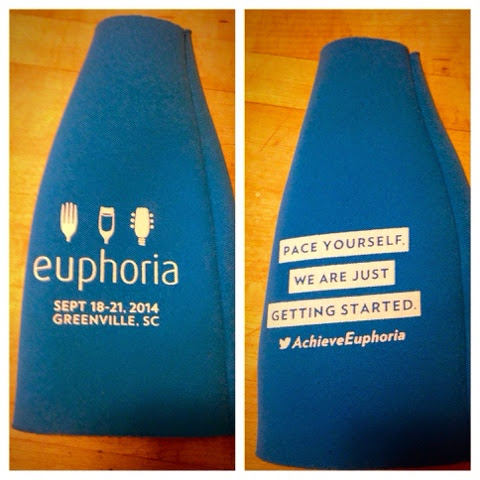 euphoria
SEPT 18-21, 2014
GREENVILLE, SC
PACE YOURSELF.
WE ARE JUST
GETTING STARTED.
AchieveEuphoria